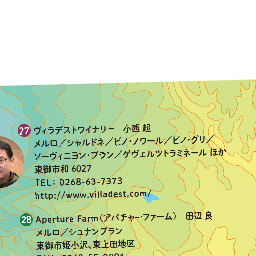 27 ヴィラデストワイナリー 小西 超
メルロ／シャルドネ／ピノ・ノワール／ピノ・グリ／
ソーヴィニヨン・ブラン／ゲヴェルツトラミネール ほか
東御市和 6027
TEL: 0268-63-7373
http://www.villadest.com/
28 Aperture Farm（アパチャー・ファーム） 田辺 良
メルロ／シュナンブラン
東御市姫小沢、東上田地区